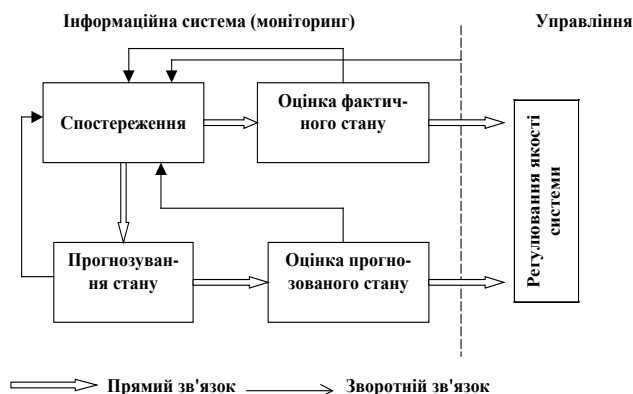 Інформаційна система (моніторинг)
Управління
Спостереження
Оцінка фактич-
ного стану
Прогнозуван-
ня стану
Оцінка прогно-
зованого стану
Регулювання якості
системи
Прямий зв'язок
Зворотній зв'язок